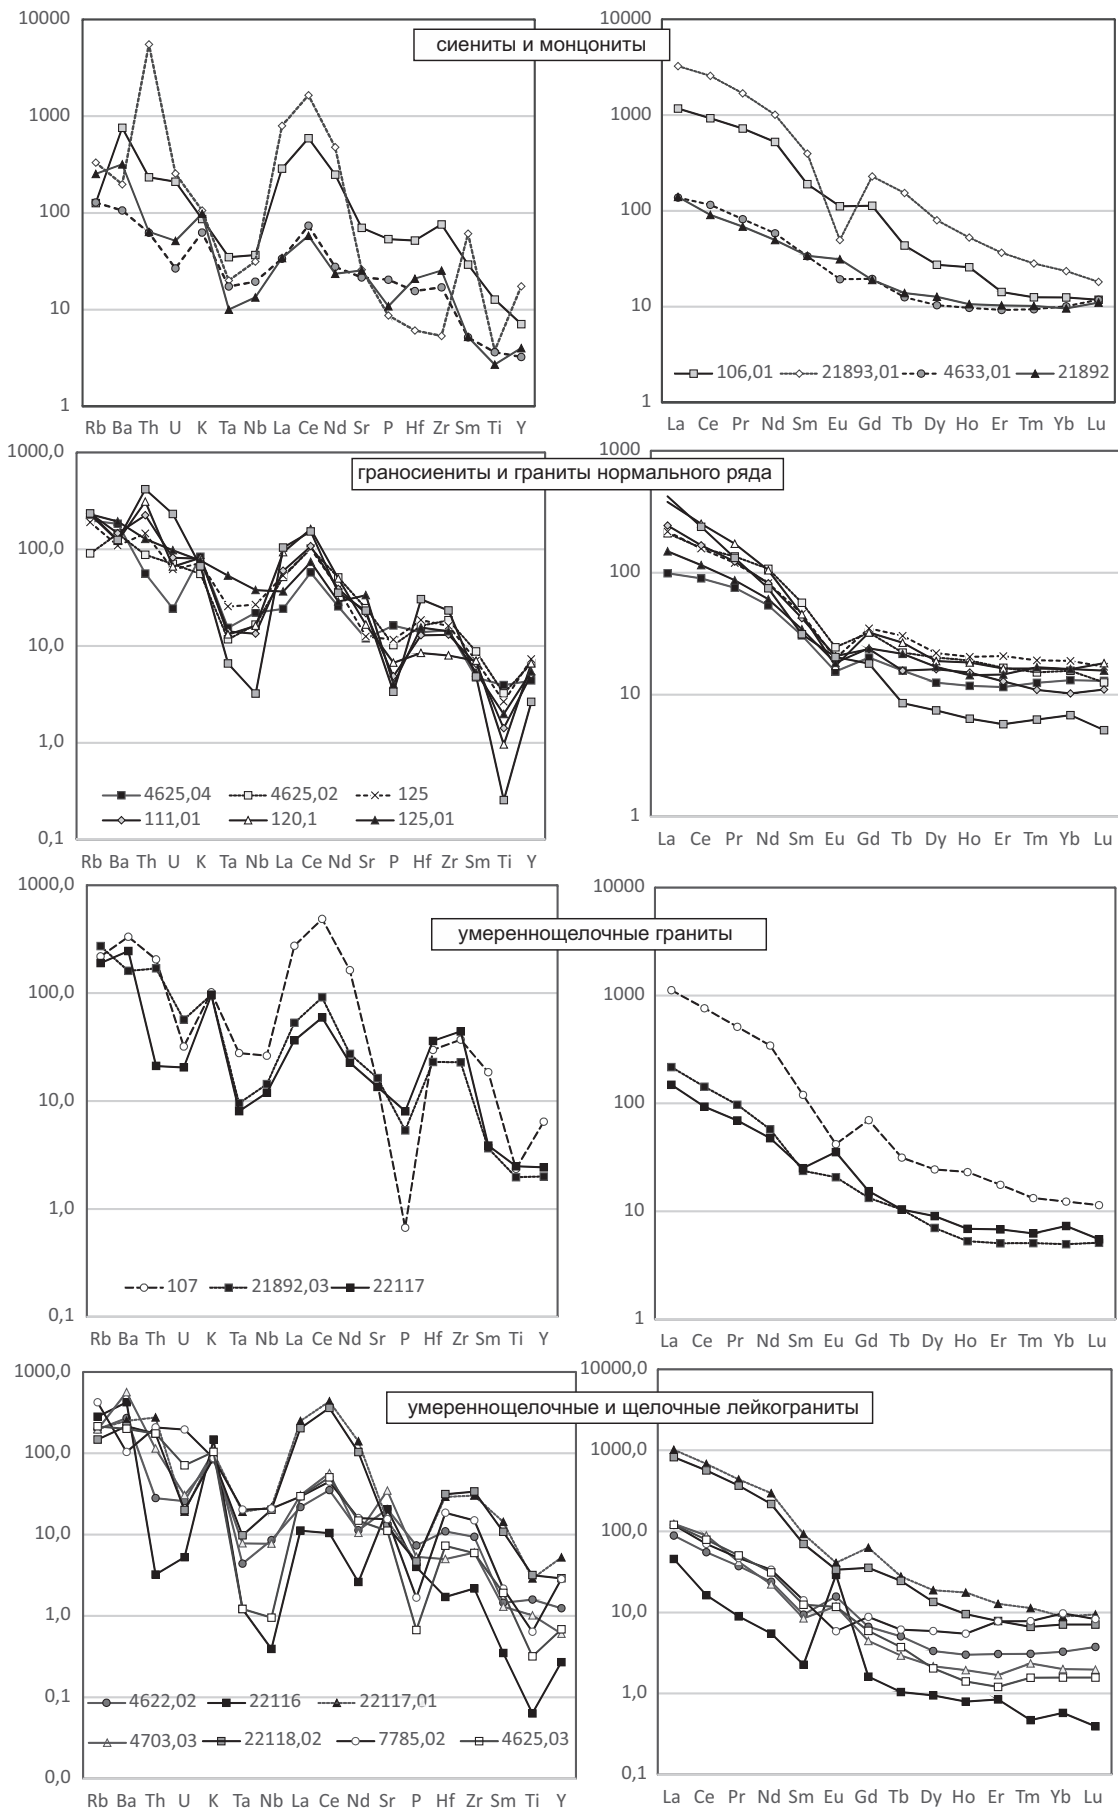 сиениты и монцониты
10000
1000
100
10
1
Rb Ba Th U K Ta Nb La Ce Nd Sr P Hf Zr Sm Ti Y
10000
1000
100
10
1
106,01 21893,01 4633,01 21892
La Ce Pr Nd Sm Eu Gd Tb Dy Ho Er Tm Yb Lu
граносиениты и граниты нормального ряда
1000,0
100,0
10,0
1,0
0,1
4625,04 4625,02 125
111,01 120,1 125,01
Rb Ba Th U K Ta Nb La Ce Nd Sr P Hf Zr Sm Ti Y
1000
100
10
1
La Ce Pr Nd Sm Eu Gd Tb Dy Ho Er Tm Yb Lu
умереннощелочные граниты
1000,0
100,0
10,0
1,0
0,1
107 21892,03 22117
Rb Ba Th U K Ta Nb La Ce Nd Sr P Hf Zr Sm Ti Y
10000
1000
100
10
1
La Ce Pr Nd Sm Eu Gd Tb Dy Ho Er Tm Yb Lu
умереннощелочные и щелочные лейкограниты
1000,0
100,0
10,0
1,0
0,1
0,0
4622,02 22116 22117,01
4703,03 22118,02 7785,02 4625,03
Rb Ba Th U K Ta Nb La Ce Nd Sr P Hf Zr Sm Ti Y
10000,0
1000,0
100,0
10,0
1,0
0,1
La Ce Pr Nd Sm Eu Gd Tb Dy Ho Er Tm Yb Lu